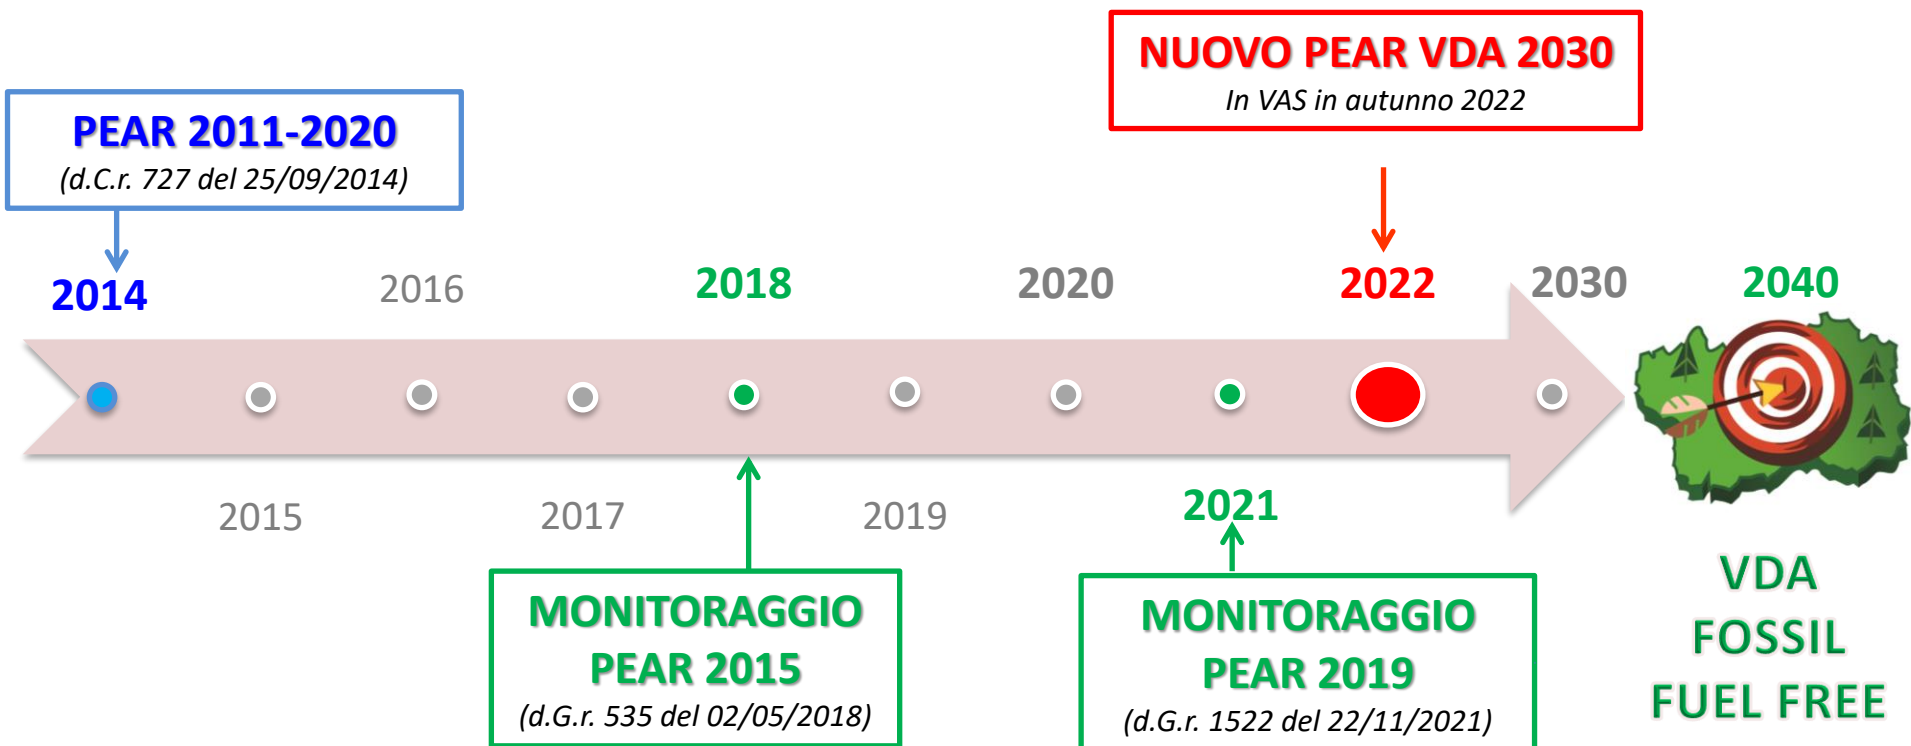 NUOVO PEAR VDA 2030
In VAS in autunno 2022
PEAR 2011-2020
(d.C.r. 727 del 25/09/2014)
2014
2016
2018
2020
2022
2030
2040
2015
2017
2019
2021
MONITORAGGIO
PEAR 2015
(d.G.r. 535 del 02/05/2018)
MONITORAGGIO
PEAR 2019
(d.G.r. 1522 del 22/11/2021)
VDA
FOSSIL
FUEL FREE